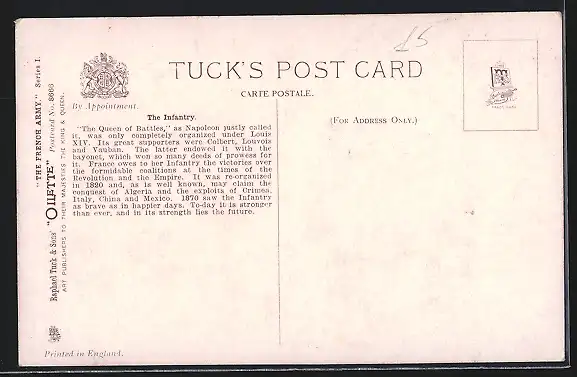 "THE FRENCH ARMY." Series I.
Raphael Tuck & Sons' "OILETTE" Postcard No. 8666
ART PUBLISHERS TO THEIR MAJESTIES THE KING & QUEEN.
£5
TUCK'S POST CARD
CARTE POSTALE.
By Appointment.
(FOR ADDRESS ONLY.)
The Infantry.
"The Queen of Battles," as Napoleon justly called
it, was only completely organized under Louis
XIV. Its great supporters were Colbert, Louvois
and Vauban. The latter endowed it with the
bayonet, which won so many deeds of prowess for
it. France owes to her Infantry the victories over
the formidable coalitions at the times of the
Revolution and the Empire. It was re-organized
in 1820 and, as is well known, may claim the
conquest of Algeria and the exploits of Crimea,
Italy, China and Mexico. 1870 saw the Infantry
as brave as in happier days. To-day it is stronger
than ever, and in its strength lies the future.
Printed in England.